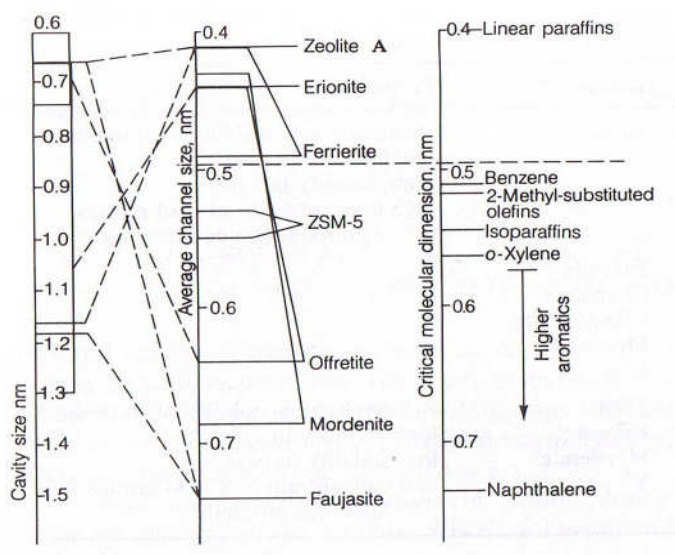 0.6
-0.7
-0.8
-0.9
-1.0
-1.1
-1.2
-1.3
-1.4
-1.5
Cavity size nm
0.4
0.5
0.6
0.7
Average channel size, nm
Zeolite A
Erionite
Ferrierite
ZSM-5
Offretite
Mordenite
Faujasite
0.4
0.5
0.6
0.7
Critical molecular dimension, nm
Linear paraffins
Benzene
2-Methyl-substituted
olefins
Isoparaffins
o-Xylene
Higher
aromatics
Naphthalene